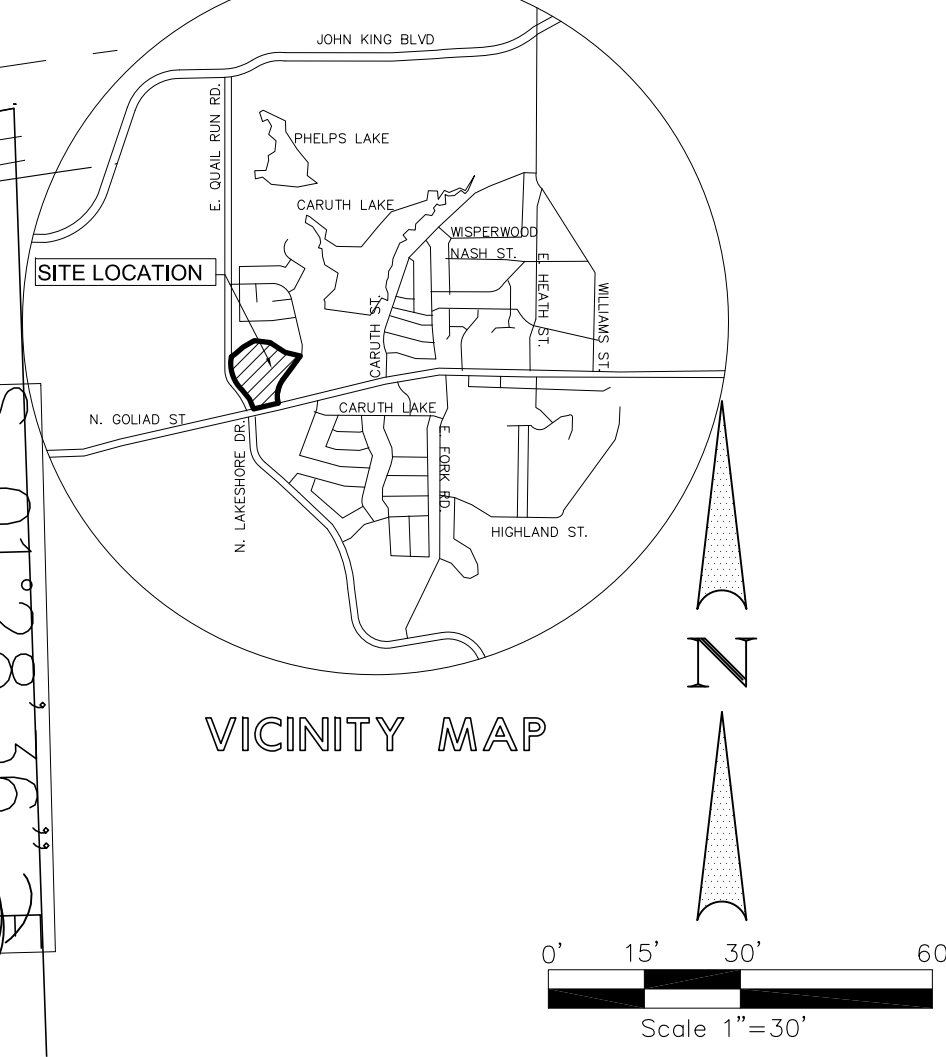 JOHN KING BLVD
E. QUAIL RUN RD.
PHELPS LAKE
CARUTH LAKE
WISPERWOOD
NASH ST.
SITE LOCATION
E. HEATH ST.
WILLIAMS ST.
CARUTH ST.
N. GOLIAD ST
CARUTH LAKE
N. LAKESHORE DR.
E. FORK RD.
HIGHLAND ST.
VICINITY MAP
N
0' 15' 30' 60
Scale 1"=30'